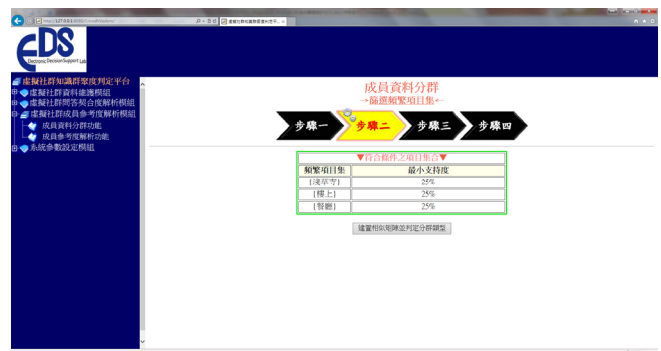 EDS
Electronic Decision Support Lab
虛擬社群知識群聚度判定平台
虛擬社群資料維護模組
虛擬社群問答契合度解析模組
虛擬社群成員參考度解析模組
成員資料分群功能
成員參考度解析功能
系統參數設定模組
成員資料分群
→篩選頻繁項目集←
步驟一 步驟二 步驟三 步驟四
▼符合條件之項目集合▼
頻繁項目集 最小支持度
{淺草寺} 25%
{樓上} 25%
{餐廳} 25%
建置相似矩陣並判定分群類型